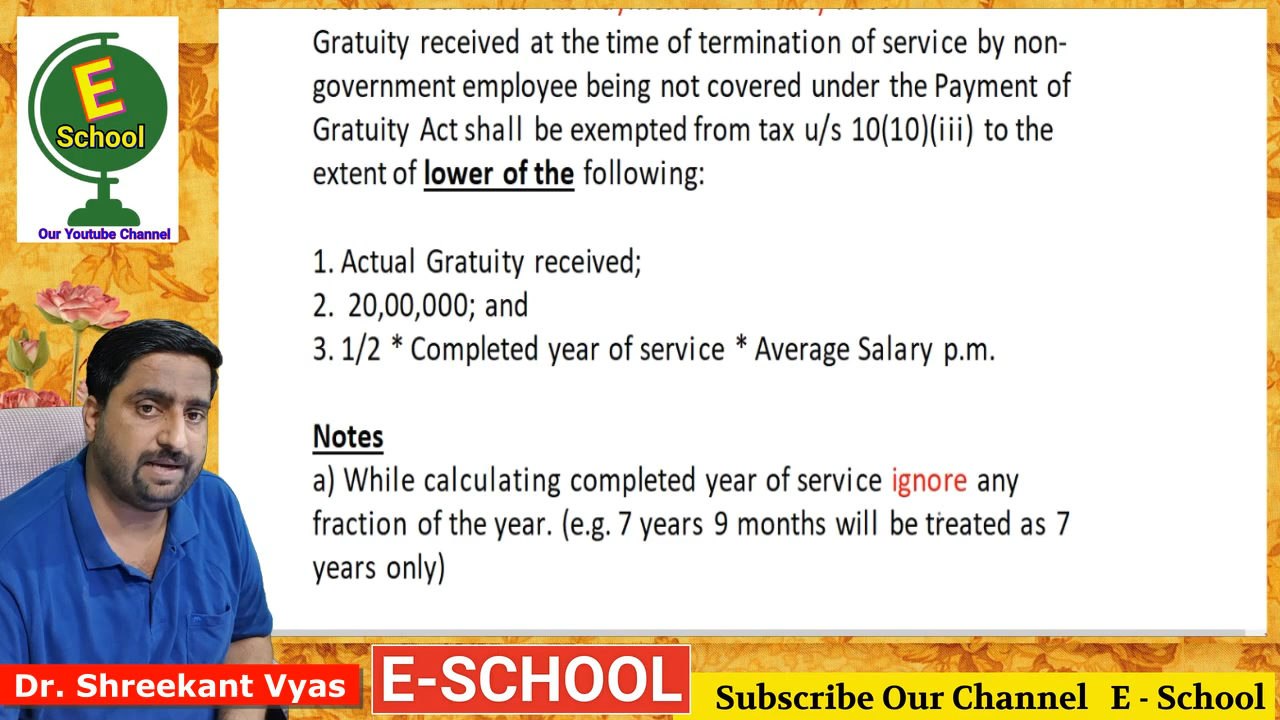 E
School
Our Youtube Channel
Gratuity received at the time of termination of service by non-
government employee being not covered under the Payment of
Gratuity Act shall be exempted from tax u/s 10(10)(iii) to the
extent of lower of the following:
1. Actual Gratuity received;
2. 20,00,000; and
3. 1/2 * Completed year of service * Average Salary p.m.
Notes
a) While calculating completed year of service ignore any
fraction of the year. (e.g. 7 years 9 months will be treated as 7
years only)
Dr. Shreekant Vyas
E-SCHOOL
Subscribe Our Channel E - School